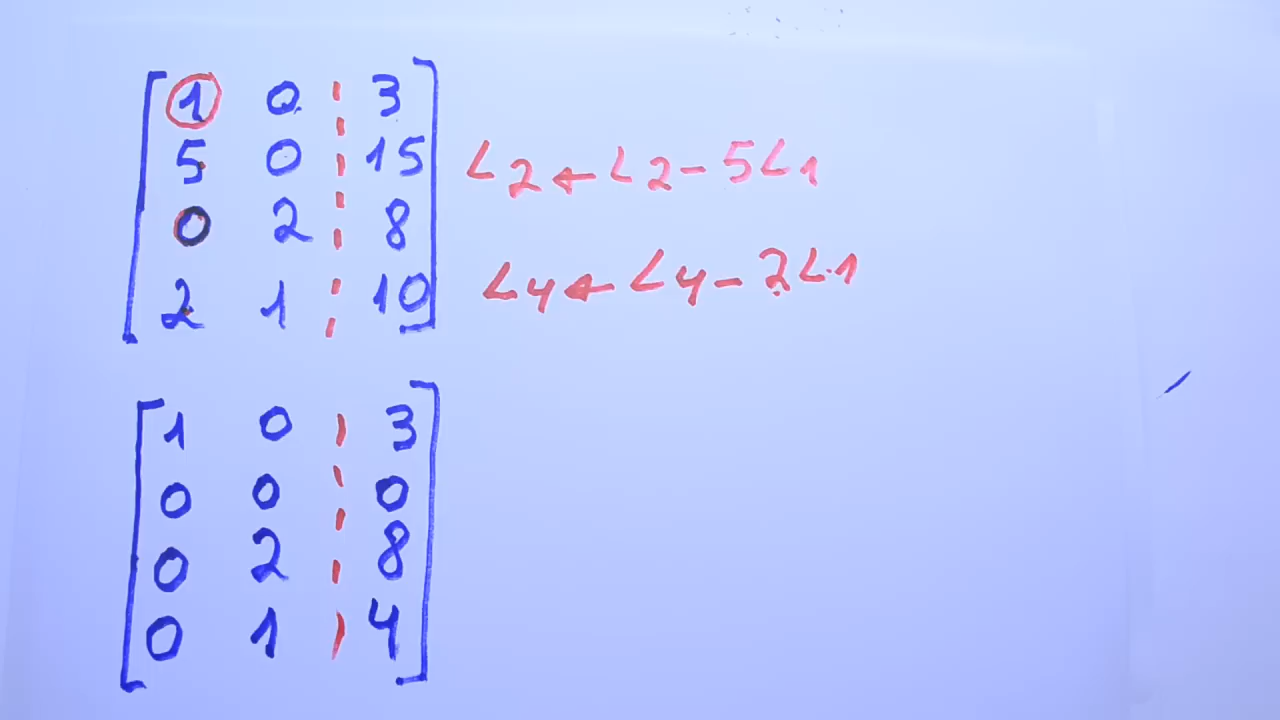 1 0 3
5 0 15 L2 ← L2 - 5L1
0 2 8
2 1 10 L4 ← L4 - 2L1
1 0 3
0 0 0
0 2 8
0 1 4